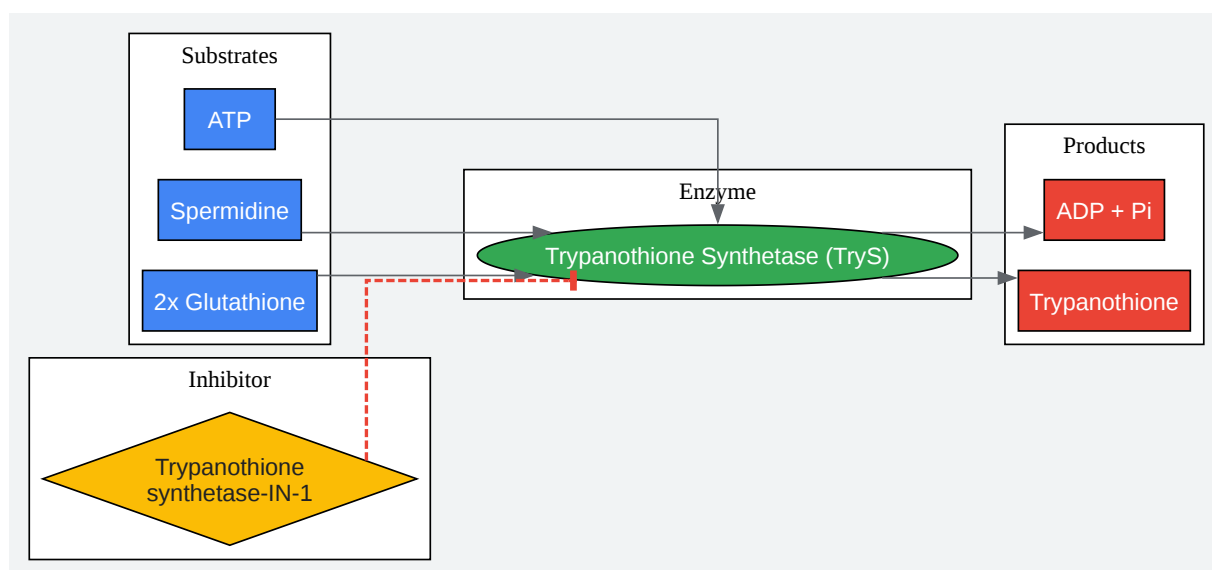 Substrates
ATP
Spermidine
2x Glutathione
Enzyme
Trypanothione Synthetase (TryS)
Products
ADP + Pi
Trypanothione
Inhibitor
Trypanothione
synthetase-IN-1